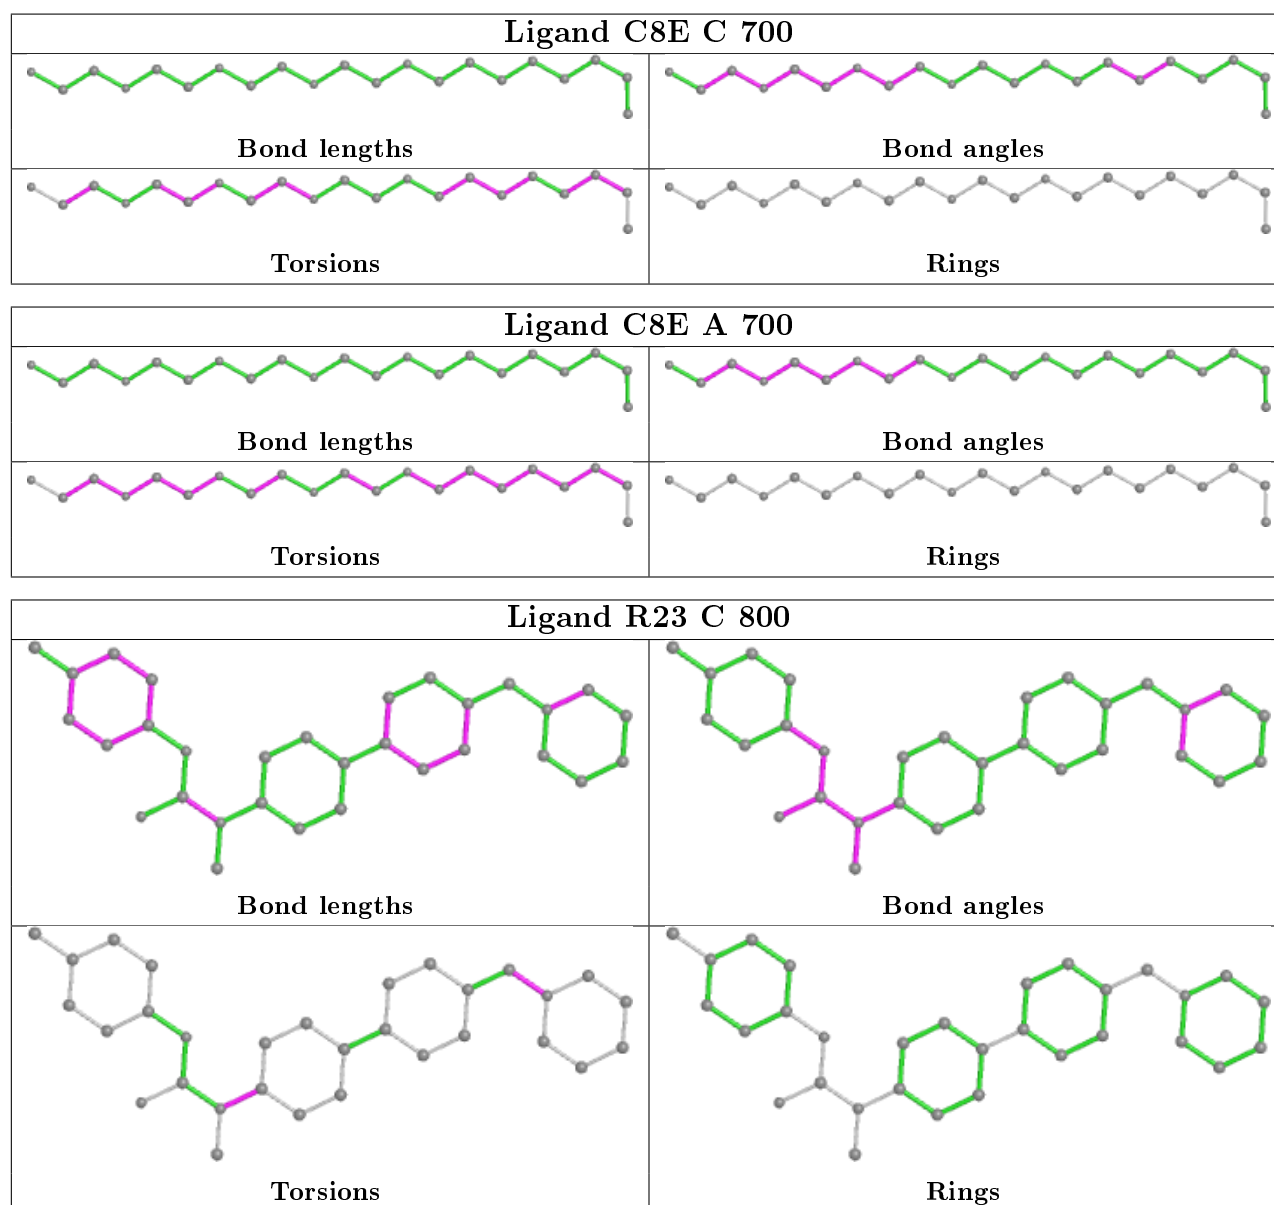 Ligand C8E C 700
Bond lengths
Bond angles
Torsions
Rings
Ligand C8E A 700
Bond lengths
Bond angles
Torsions
Rings
Ligand R23 C 800
Bond lengths
Bond angles
Torsions
Rings